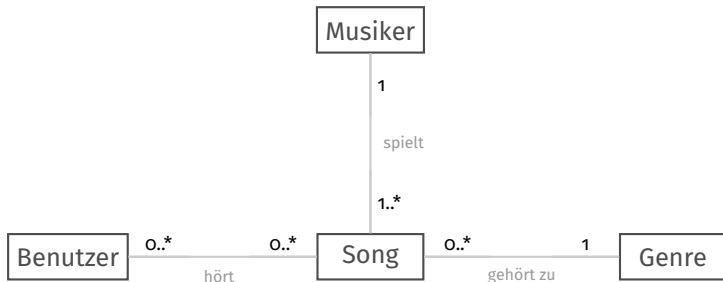 Musiker
1
spielt
1..*
Benutzer
0..*
hört
0..*
Song
0..*
gehört zu
1
Genre